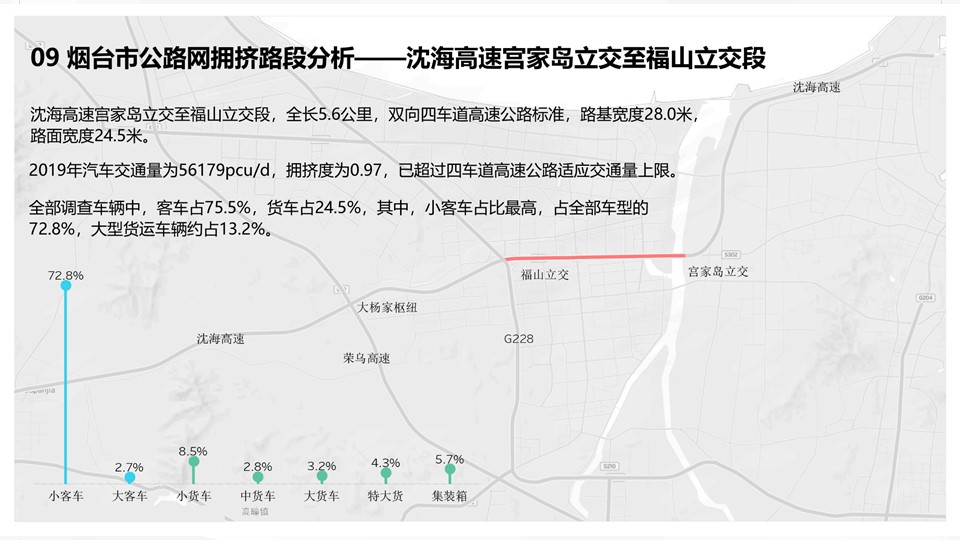 09 烟台市公路网拥挤路段分析——沈海高速宫家岛立交至福山立交段
沈海高速
沈海高速宫家岛立交至福山立交段，全长5.6公里，双向四车道高速公路标准，路基宽度28.0米，
路面宽度24.5米。
2019年汽车交通量为56179pcu/d，拥挤度为0.97，已超过四车道高速公路适应交通量上限。
全部调查车辆中，客车占75.5%，货车占24.5%，其中，小客车占比最高，占全部车型的
72.8%，大型货运车辆约占13.2%。
S302
福山立交
宫家岛立交
G204
大杨家枢纽
沈海高速
G228
荣乌高速
S210
72.8%
2.7%
8.5%
2.8%
3.2%
4.3%
5.7%
小客车
大客车
小货车
中货车
大货车
特大货
集装箱